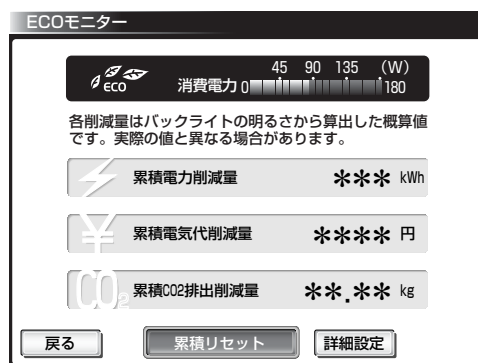 ECOモニター
45 90 135 (W)
eco 消費電力 0 180
各削減量はバックライトの明るさから算出した概算値
です。実際の値と異なる場合があります。
累積電力削減量 *** kWh
¥ 累積電気代削減量 **** 円
CO2 累積CO2排出削減量 **.** kg
戻る 累積リセット 詳細設定